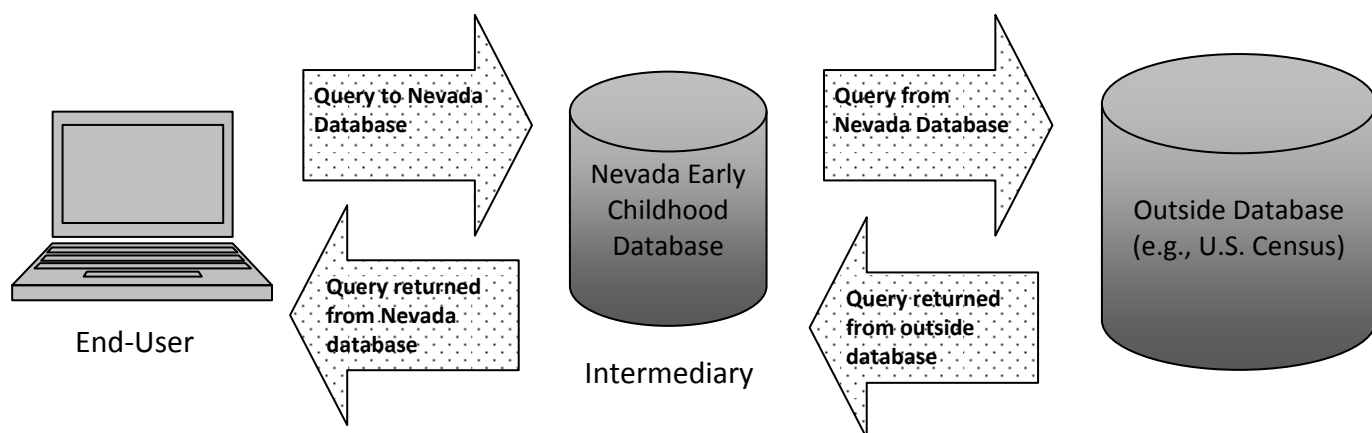 Query to Nevada
Database
Query from
Nevada Database
Nevada Early
Childhood
Database
Outside Database
(e.g., U.S. Census)
Query returned
from Nevada
database
Query returned
from outside
database
End-User
Intermediary